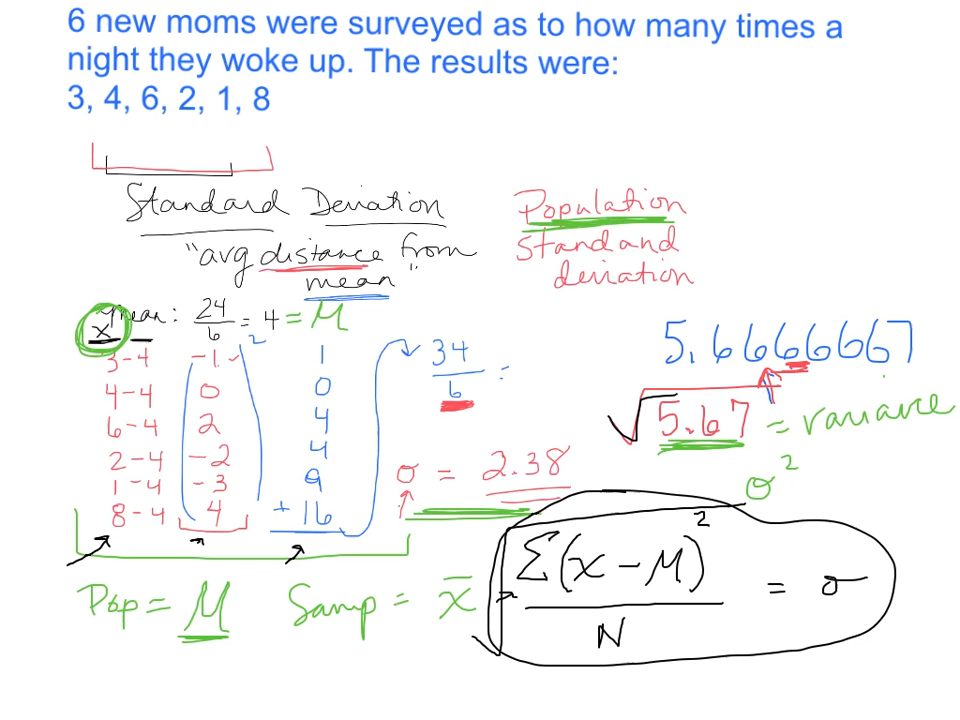 6 new moms were surveyed as to how many times a
night they woke up. The results were:
3, 4, 6, 2, 1, 8
Standard Deviation
"avg distance from
mean"
Population
Standand
deviation
mean: 24/6 = 4 = μ
x
3-4 -1 1
4-4 0 0
6-4 2 4
2-4 -2 4
1-4 -3 9
8-4 4 + 16
2
34/6 =
5.6666667
√5.67 = variance
σ²
σ = 2.38
Pop = μ Samp = x̄
√Σ(x-μ)²/N = σ